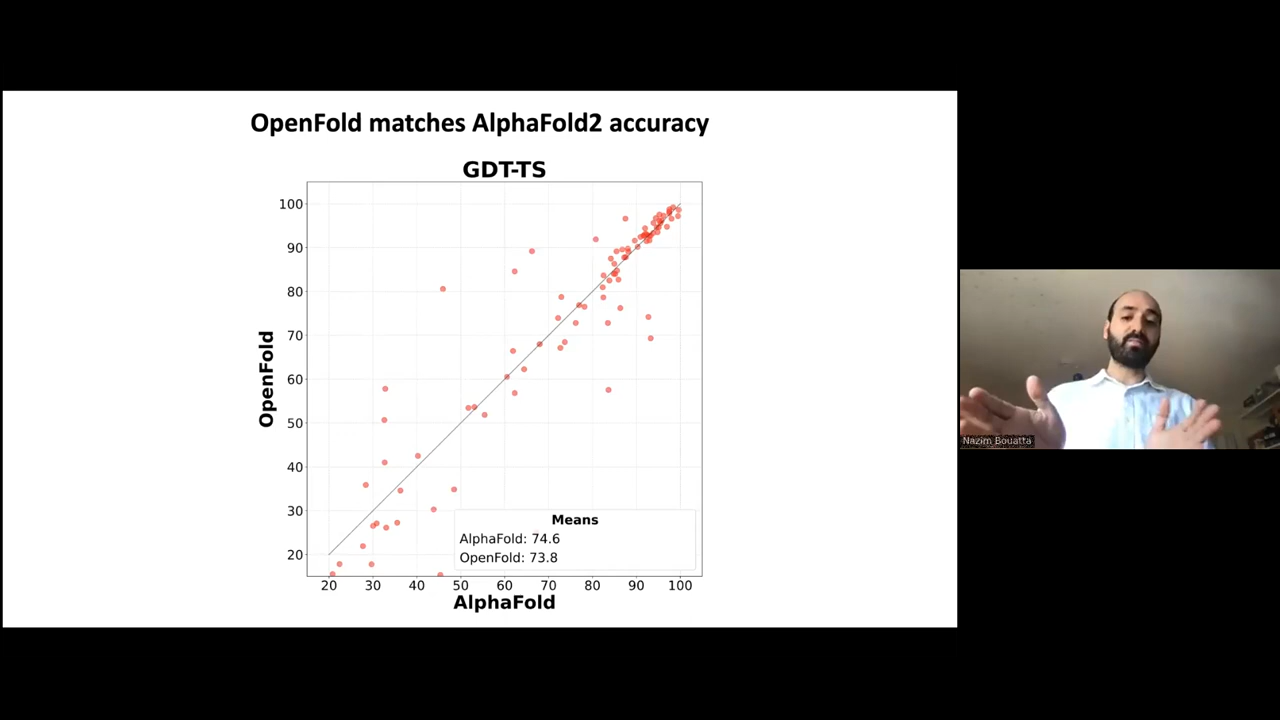 OpenFold matches AlphaFold2 accuracy
GDT-TS
100
90
80
70
60
50
40
30
20
OpenFold
Means
AlphaFold: 74.6
OpenFold: 73.8
20 30 40 50 60 70 80 90 100
AlphaFold
Nazim Bouatta